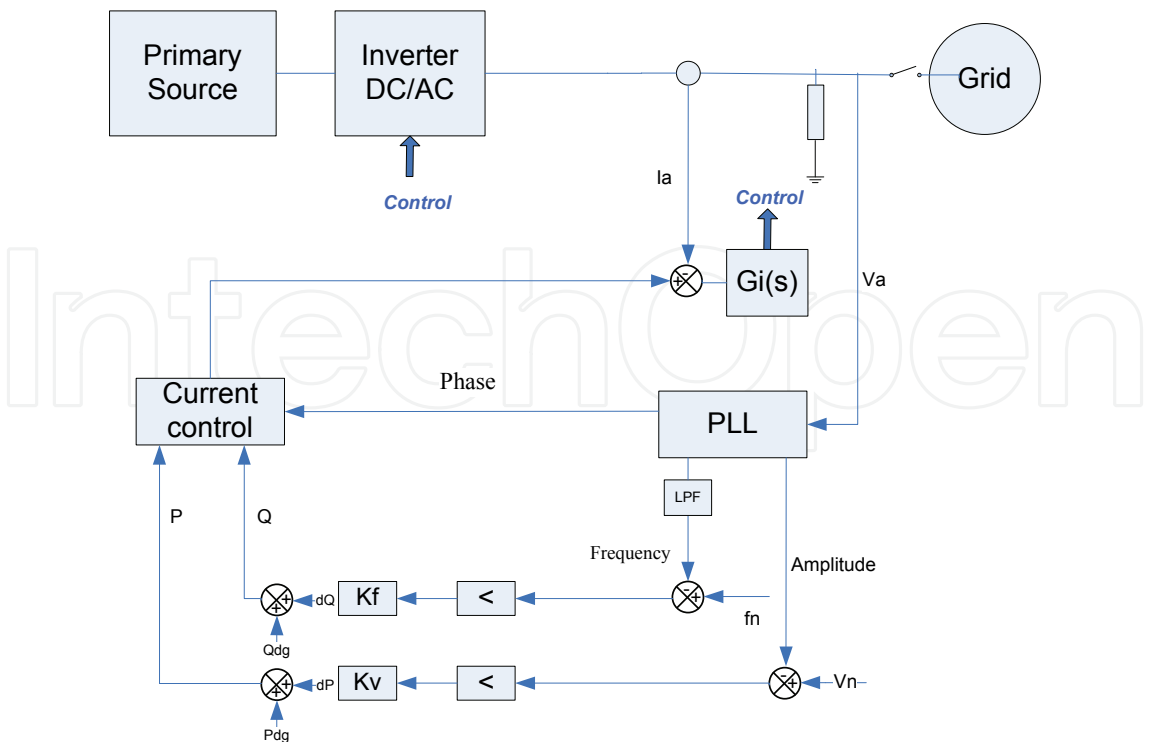 Primary
Source
Inverter
DC/AC
Grid
Control
Ia
Control
Gi(s)
Va
+
-
IntechOpen
Current
control
Phase
PLL
LPF
P
Q
Frequency
Amplitude
+
+
dQ
Kf
<
-
+
fn
Qdg
+
+
dP
Kv
<
-
+
Vn
Pdg